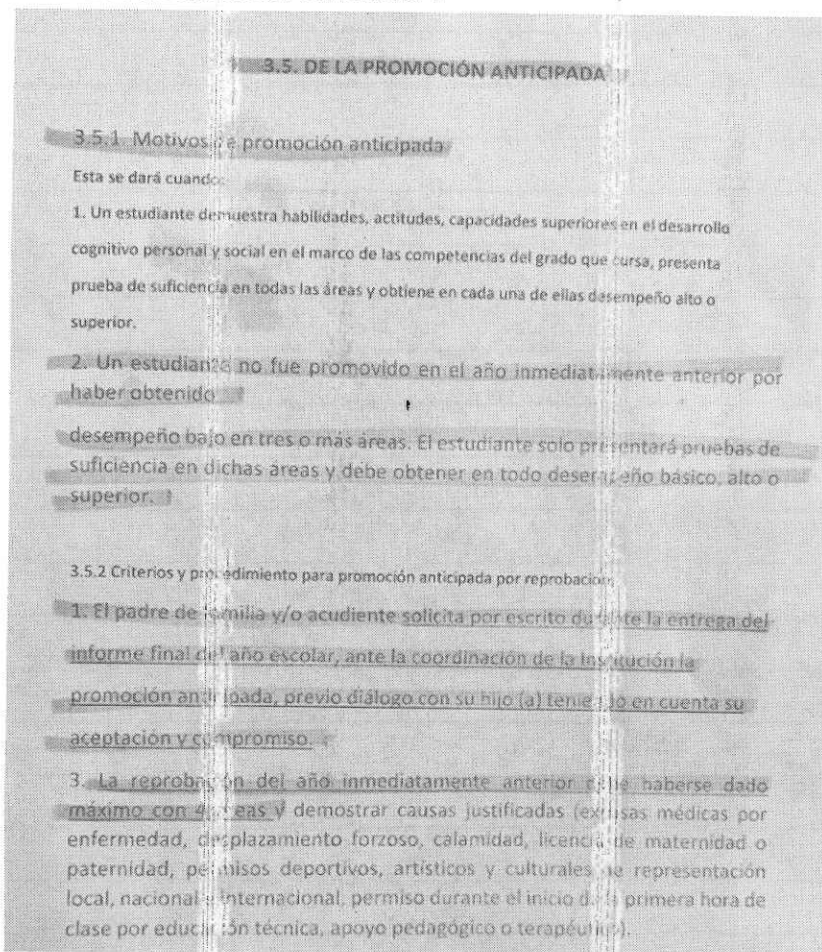 3.5. DE LA PROMOCIÓN ANTICIPADA
3.5.1. Motivos de promoción anticipada
Esta se dará cuando:
1. Un estudiante demuestra habilidades, actitudes, capacidades superiores en el desarrollo
cognitivo personal y social en el marco de las competencias del grado que cursa, presenta
prueba de suficiencia en todas las áreas y obtiene en cada una de ellas desempeño alto o
superior.
2. Un estudiante no fue promovido en el año inmediatamente anterior por
haber obtenido
desempeño bajo en tres o mas áreas. El estudiante solo presentará pruebas de
suficiencia en dichas áreas y debe obtener en todo desempeño básico, alto o
superior.
3.5.2 Criterios y procedimiento para promoción anticipada por reprobación
1. El padre de familia y/o acudiente solicita por escrito durante la entrega del
informe final del año escolar, ante la coordinación de la Institución la
promoción anticipada, previo diálogo con su hijo (a) teniendo en cuenta su
aceptación y compromiso.
3. La reprobación del año inmediatamente anterior debe haberse dado
máximo con 4 áreas y demostrar causas justificadas (excusas médicas por
enfermedad, desplazamiento forzoso, calamidad, licencia de maternidad o
paternidad, permisos deportivos, artísticos y culturales de representación
local, nacional e internacional, permiso durante el inicio de la primera hora de
clase por educación técnica, apoyo pedagógico o terapéutico).